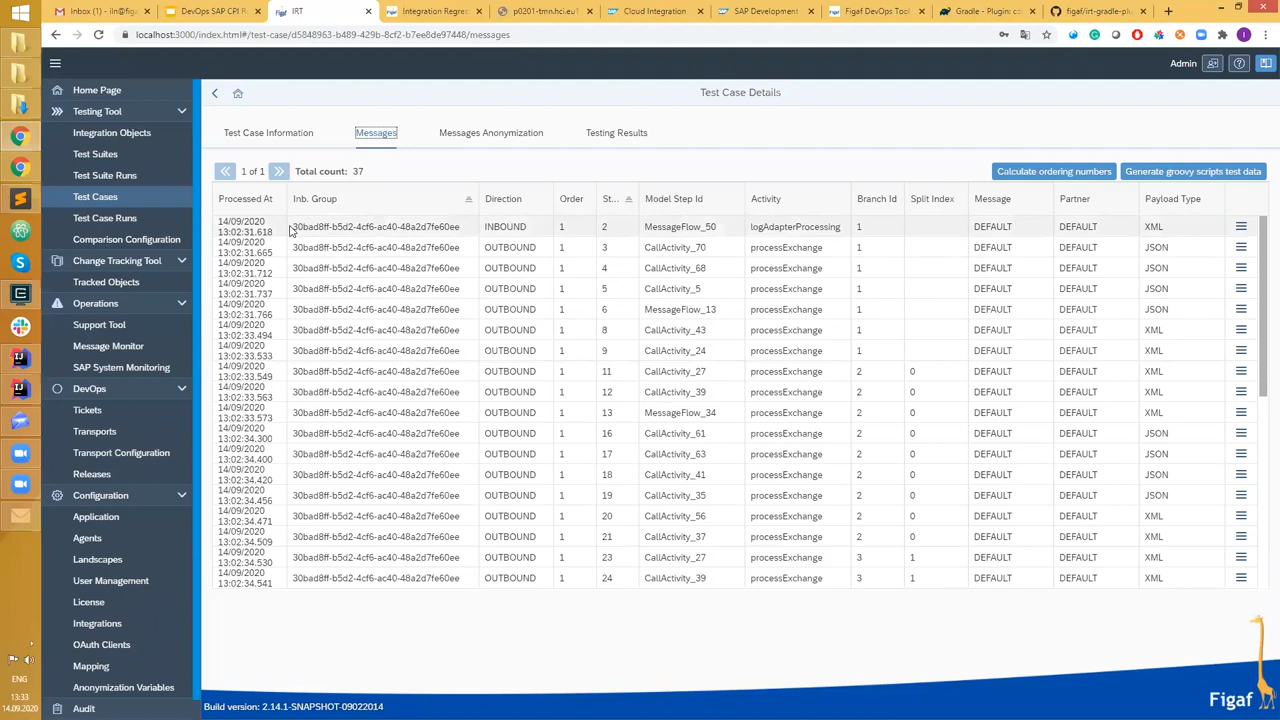 Inbox (1) - iln@figa
DevOps SAP CPI R
IRT
Integration Regre
p0201-tmn.hci.eu1
Cloud Integration
SAP Development
Figaf DevOps Tool
Gradle - Plugin: c
figaf/irt-gradle-plu
localhost:3000/index.html#/test-case/d5848963-b489-429b-8cf2-b7ee8de97448/messages
Admin
Home Page
Testing Tool
Integration Objects
Test Suites
Test Suite Runs
Test Cases
Test Case Runs
Comparison Configuration
Change Tracking Tool
Tracked Objects
Operations
Support Tool
Message Monitor
SAP System Monitoring
DevOps
Tickets
Transports
Transport Configuration
Releases
Configuration
Application
Agents
Landscapes
User Management
License
Integrations
OAuth Clients
Mapping
Anonymization Variables
Audit
Test Case Details
Test Case Information Messages Messages Anonymization Testing Results
1 of 1 Total count: 37 Calculate ordering numbers Generate groovy scripts test data
Processed At Inb. Group Direction Order St... Model Step Id Activity Branch Id Split Index Message Partner Payload Type
14/09/2020 13:02:31.618 30bad8ff-b5d2-4cf6-ac40-48a2d7fe60ee INBOUND 1 2 MessageFlow_50 logAdapterProcessing 1 DEFAULT DEFAULT XML
14/09/2020 13:02:31.665 30bad8ff-b5d2-4cf6-ac40-48a2d7fe60ee OUTBOUND 1 3 CallActivity_70 processExchange 1 DEFAULT DEFAULT JSON
14/09/2020 13:02:31.712 30bad8ff-b5d2-4cf6-ac40-48a2d7fe60ee OUTBOUND 1 4 CallActivity_68 processExchange 1 DEFAULT DEFAULT JSON
14/09/2020 13:02:31.737 30bad8ff-b5d2-4cf6-ac40-48a2d7fe60ee OUTBOUND 1 5 CallActivity_5 processExchange 1 DEFAULT DEFAULT JSON
14/09/2020 13:02:31.766 30bad8ff-b5d2-4cf6-ac40-48a2d7fe60ee OUTBOUND 1 6 MessageFlow_13 processExchange 1 DEFAULT DEFAULT JSON
14/09/2020 13:02:33.494 30bad8ff-b5d2-4cf6-ac40-48a2d7fe60ee OUTBOUND 1 8 CallActivity_43 processExchange 1 DEFAULT DEFAULT XML
14/09/2020 13:02:33.533 30bad8ff-b5d2-4cf6-ac40-48a2d7fe60ee OUTBOUND 1 9 CallActivity_24 processExchange 1 DEFAULT DEFAULT XML
14/09/2020 13:02:33.549 30bad8ff-b5d2-4cf6-ac40-48a2d7fe60ee OUTBOUND 1 11 CallActivity_27 processExchange 2 0 DEFAULT DEFAULT XML
14/09/2020 13:02:33.563 30bad8ff-b5d2-4cf6-ac40-48a2d7fe60ee OUTBOUND 1 12 CallActivity_39 processExchange 2 0 DEFAULT DEFAULT XML
14/09/2020 13:02:33.573 30bad8ff-b5d2-4cf6-ac40-48a2d7fe60ee OUTBOUND 1 13 MessageFlow_34 processExchange 2 0 DEFAULT DEFAULT XML
14/09/2020 13:02:34.300 30bad8ff-b5d2-4cf6-ac40-48a2d7fe60ee OUTBOUND 1 16 CallActivity_61 processExchange 2 0 DEFAULT DEFAULT JSON
14/09/2020 13:02:34.400 30bad8ff-b5d2-4cf6-ac40-48a2d7fe60ee OUTBOUND 1 17 CallActivity_63 processExchange 2 0 DEFAULT DEFAULT JSON
14/09/2020 13:02:34.420 30bad8ff-b5d2-4cf6-ac40-48a2d7fe60ee OUTBOUND 1 18 CallActivity_41 processExchange 2 0 DEFAULT DEFAULT JSON
14/09/2020 13:02:34.456 30bad8ff-b5d2-4cf6-ac40-48a2d7fe60ee OUTBOUND 1 19 CallActivity_35 processExchange 2 0 DEFAULT DEFAULT JSON
14/09/2020 13:02:34.471 30bad8ff-b5d2-4cf6-ac40-48a2d7fe60ee OUTBOUND 1 20 CallActivity_56 processExchange 2 0 DEFAULT DEFAULT XML
14/09/2020 13:02:34.509 30bad8ff-b5d2-4cf6-ac40-48a2d7fe60ee OUTBOUND 1 21 CallActivity_37 processExchange 2 0 DEFAULT DEFAULT XML
14/09/2020 13:02:34.530 30bad8ff-b5d2-4cf6-ac40-48a2d7fe60ee OUTBOUND 1 23 CallActivity_27 processExchange 3 1 DEFAULT DEFAULT XML
14/09/2020 13:02:34.541 30bad8ff-b5d2-4cf6-ac40-48a2d7fe60ee OUTBOUND 1 24 CallActivity_39 processExchange 3 1 DEFAULT DEFAULT XML
Build version: 2.14.1-SNAPSHOT-09022014
Figaf
ENG
13:33
14.09.2020